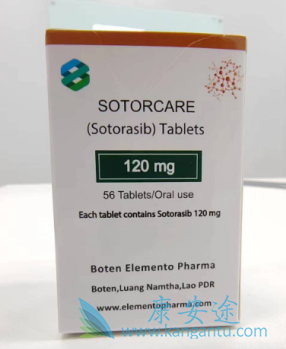 SOTORCARE
(Sotorasib) Tablets
120 mg
56 Tablets/Oral use
Each tablet contains Sotorasib 120 mg
Boten Elemento Pharma
Boten,Luang Namtha,Lao PDR
www.elementopharma.com
康安途
www.kangantu.com